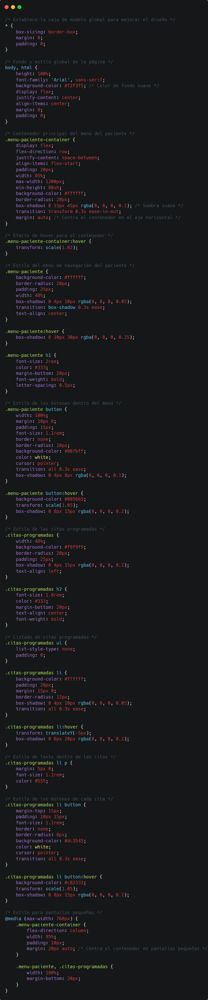 /* Establece la caja de modelo global para mejorar el diseño */
* {
    box-sizing: border-box;
    margin: 0;
    padding: 0;
}

/* Fondo y estilo global de la página */
body, html {
    height: 100%;
    font-family: 'Arial', sans-serif;
    background-color: #f2f3f5; /* Color de fondo suave */
    display: flex;
    justify-content: center;
    align-items: center;
    margin: 0;
    padding: 0;
}

/* Contenedor principal del menú del paciente */
.menu-paciente-container {
    display: flex;
    flex-direction: row;
    justify-content: space-between;
    align-items: flex-start;
    padding: 20px;
    width: 85%;
    max-width: 1200px;
    min-height: 80vh;
    background-color: #ffffff;
    border-radius: 20px;
    box-shadow: 0 15px 45px rgba(0, 0, 0, 0.1); /* Sombra suave */
    transition: transform 0.3s ease-in-out;
    margin: auto; /* Centra el contenedor en el eje horizontal */
}

/* Efecto de hover para el contenedor */
.menu-paciente-container:hover {
    transform: scale(1.02);
}

/* Estilo del menú de navegación del paciente */
.menu-paciente {
    background-color: #ffffff;
    border-radius: 20px;
    padding: 25px;
    width: 48%;
    box-shadow: 0 4px 10px rgba(0, 0, 0, 0.05);
    transition: box-shadow 0.3s ease;
    text-align: center;
}

.menu-paciente:hover {
    box-shadow: 0 10px 30px rgba(0, 0, 0, 0.15);
}

.menu-paciente h1 {
    font-size: 2rem;
    color: #333;
    margin-bottom: 20px;
    font-weight: bold;
    letter-spacing: 0.5px;
}

/* Estilo de los botones dentro del menú */
.menu-paciente button {
    width: 100%;
    margin: 10px 0;
    padding: 15px;
    font-size: 1.1rem;
    border: none;
    border-radius: 10px;
    background-color: #007bff;
    color: white;
    cursor: pointer;
    transition: all 0.3s ease;
    box-shadow: 0 4px 8px rgba(0, 0, 0, 0.1);
}

.menu-paciente button:hover {
    background-color: #0056b3;
    transform: scale(1.05);
    box-shadow: 0 8px 15px rgba(0, 0, 0, 0.2);
}

/* Estilo de las citas programadas */
.citas-programadas {
    width: 48%;
    background-color: #f9f9f9;
    border-radius: 20px;
    padding: 25px;
    box-shadow: 0 4px 15px rgba(0, 0, 0, 0.1);
    text-align: left;
}

.citas-programadas h2 {
    font-size: 1.8rem;
    color: #333;
    margin-bottom: 20px;
    text-align: center;
    font-weight: bold;
}

/* Listado de citas programadas */
.citas-programadas ul {
    list-style-type: none;
    padding: 0;
}

.citas-programadas li {
    background-color: #ffffff;
    padding: 20px;
    margin: 15px 0;
    border-radius: 12px;
    box-shadow: 0 4px 10px rgba(0, 0, 0, 0.05);
    transition: all 0.3s ease;
}

.citas-programadas li:hover {
    transform: translateY(-5px);
    box-shadow: 0 8px 20px rgba(0, 0, 0, 0.1);
}

/* Estilo de texto dentro de las citas */
.citas-programadas li p {
    margin: 5px 0;
    font-size: 1.1rem;
    color: #555;
}

/* Estilo de los botones de cada cita */
.citas-programadas li button {
    margin-top: 15px;
    padding: 10px 15px;
    font-size: 1.1rem;
    border: none;
    border-radius: 8px;
    background-color: #dc3545;
    color: white;
    cursor: pointer;
    transition: all 0.3s ease;
}

.citas-programadas li button:hover {
    background-color: #c82333;
    transform: scale(1.05);
    box-shadow: 0 8px 15px rgba(0, 0, 0, 0.1);
}

/* Estilo para pantallas pequeñas */
@media (max-width: 768px) {
    .menu-paciente-container {
        flex-direction: column;
        width: 95%;
        padding: 10px;
        margin: 20px auto; /* Centra el contenedor en pantallas pequeñas */
    }

    .menu-paciente, .citas-programadas {
        width: 100%;
        margin-bottom: 20px;
    }
}